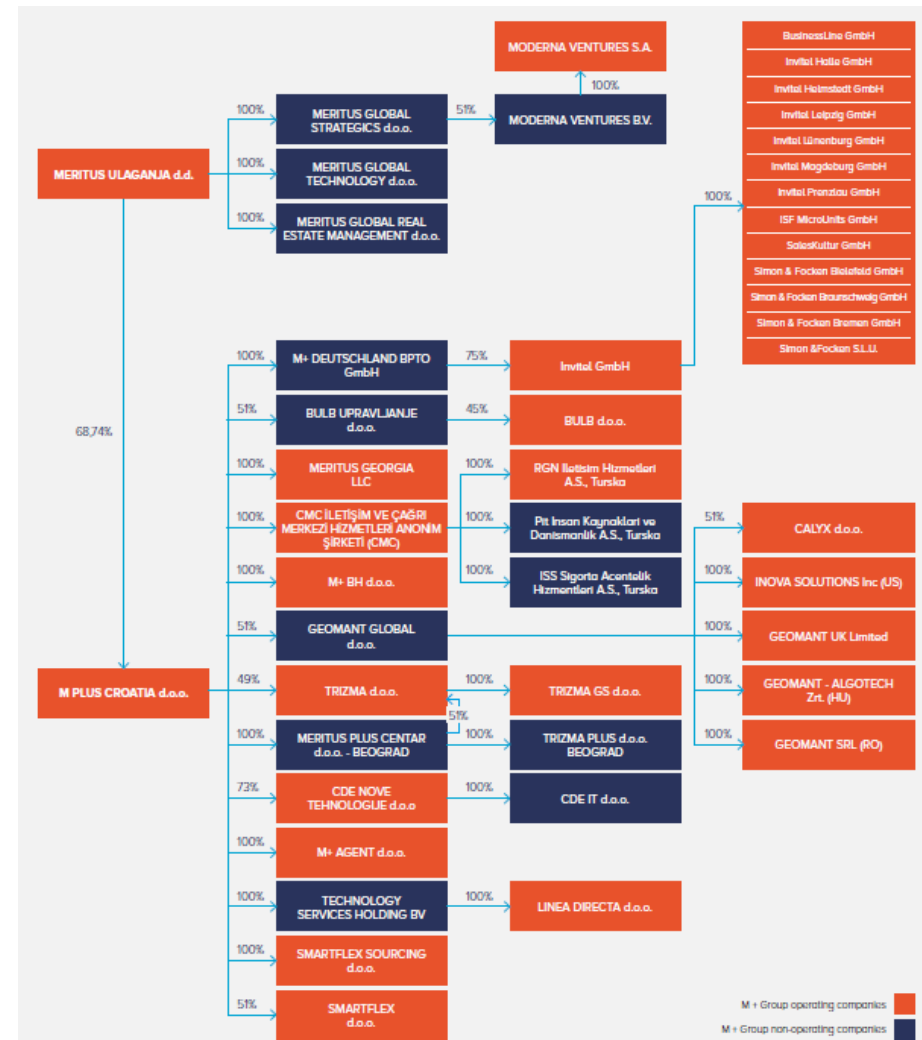 MODERNA VENTURES S.A.
100%
100%
MERITUS GLOBAL
STRATEGICS d.o.o.
51%
MODERNA VENTURES B.V.
MERITUS ULAGANJA d.d.
100%
MERITUS GLOBAL
TECHNOLOGY d.o.o.
100%
MERITUS GLOBAL REAL
ESTATE MANAGEMENT d.o.o.
BusinessLine GmbH
Invitel Halle GmbH
Invitel Helmstedt GmbH
Invitel Leipzig GmbH
Invitel Lünenburg GmbH
Invitel Magdeburg GmbH
Invitel Prenzlau GmbH
ISF MicroUnits GmbH
SalesKultur GmbH
Simon & Focken Bielefeld GmbH
Simon & Focken Braunschweig GmbH
Simon & Focken Bremen GmbH
Simon &Focken S.L.U.
100%
68,74%
100%
M+ DEUTSCHLAND BPTO
GmbH
75%
Invitel GmbH
51%
BULB UPRAVLJANJE
d.o.o.
45%
BULB d.o.o.
100%
MERITUS GEORGIA
LLC
100%
RGN Iletisim Hizmetleri
A.S., Turska
100%
CMC İLETİŞİM VE ÇAĞRI
MERKEZİ HİZMETLERİ ANONİM
ŞİRKETİ (CMC)
100%
Pit Insan Kaynaklari ve
Danismanlik A.S., Turska
100%
M+ BH d.o.o.
100%
ISS Sigorta Acentelik
Hizmentleri A.S., Turska
51%
GEOMANT GLOBAL
d.o.o.
51%
CALYX d.o.o.
100%
INOVA SOLUTIONS Inc (US)
100%
GEOMANT UK Limited
100%
GEOMANT - ALGOTECH
Zrt. (HU)
100%
GEOMANT SRL (RO)
M PLUS CROATIA d.o.o.
49%
TRIZMA d.o.o.
100%
TRIZMA GS d.o.o.
51%
100%
MERITUS PLUS CENTAR
d.o.o. - BEOGRAD
100%
TRIZMA PLUS d.o.o.
BEOGRAD
73%
CDE NOVE
TEHNOLOGIJE d.o.o
100%
CDE IT d.o.o.
100%
M+ AGENT d.o.o.
100%
TECHNOLOGY
SERVICES HOLDING BV
100%
LINEA DIRECTA d.o.o.
100%
SMARTFLEX SOURCING
d.o.o.
51%
SMARTFLEX
d.o.o.
M + Group operating companies
M + Group non-operating companies